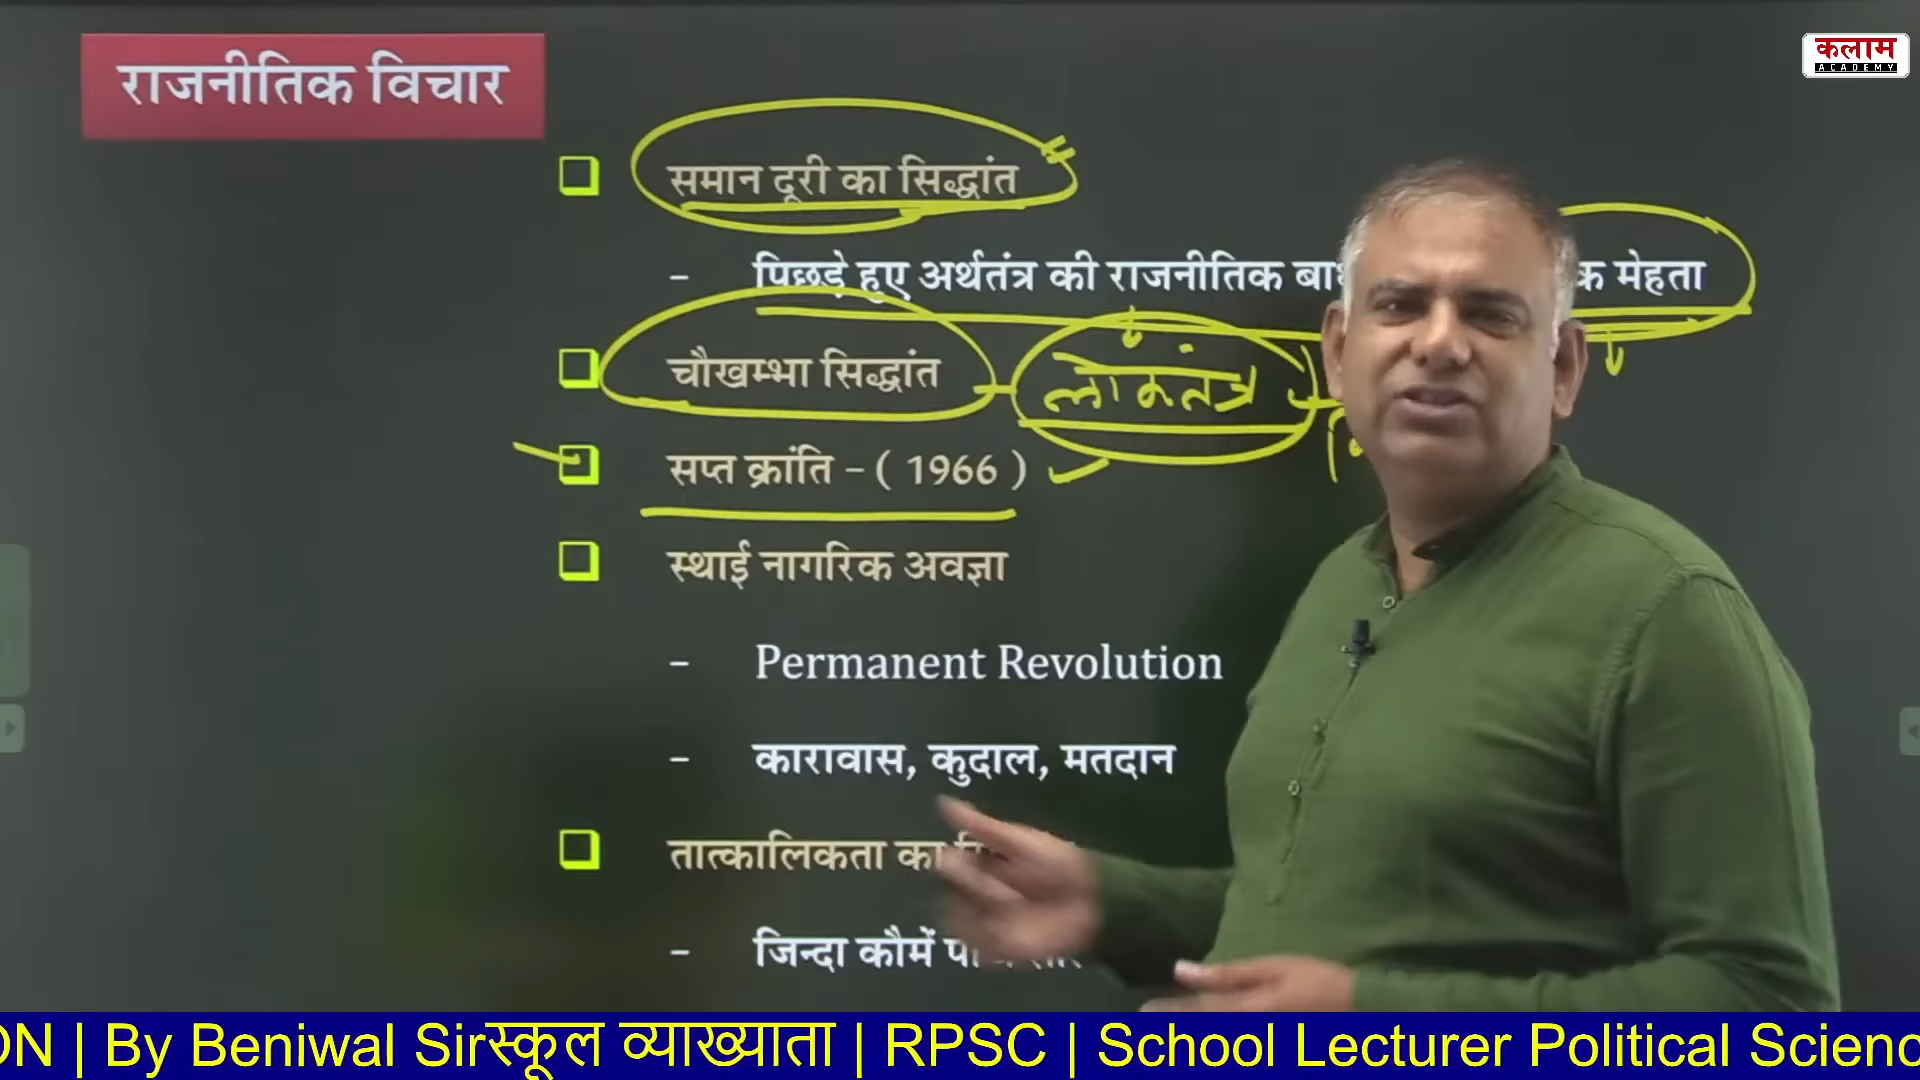 राजनीतिक विचार
कलाम
ACADEMY
समान दूरी का सिद्धांत
– पिछड़े हुए अर्थतंत्र की राजनीतिक मेहता
चौखम्भा सिद्धांत – लोकतंत्र
सप्त क्रांति – ( 1966 )
स्थाई नागरिक अवज्ञा
– Permanent Revolution
– कारावास, कुदाल, मतदान
तात्कालिकता का
– जिन्दा कौमें
ON | By Beniwal Sirस्कूल व्याख्याता | RPSC | School Lecturer Political Scienc